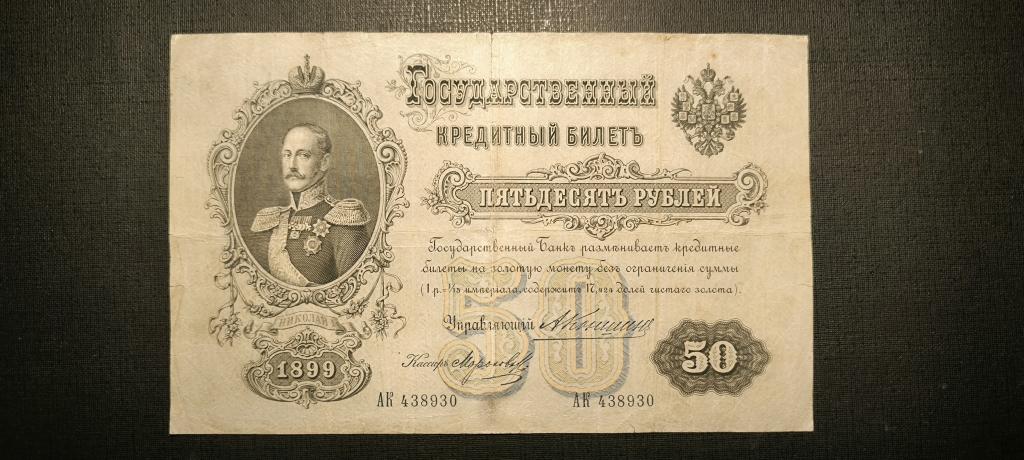 Государственный
кредитный билетъ
пятьдесятъ рублей
Государственный Банкъ размѣниваетъ кредитные
билеты на золотую монету безъ ограниченія суммы
(1 р.= 1/15 имперіала, содержитъ 17,424 долей чистаго золота).
50
Управляющій
Кассиръ
НИКОЛАЙ I
1899
50
АК 438930
АК 438930